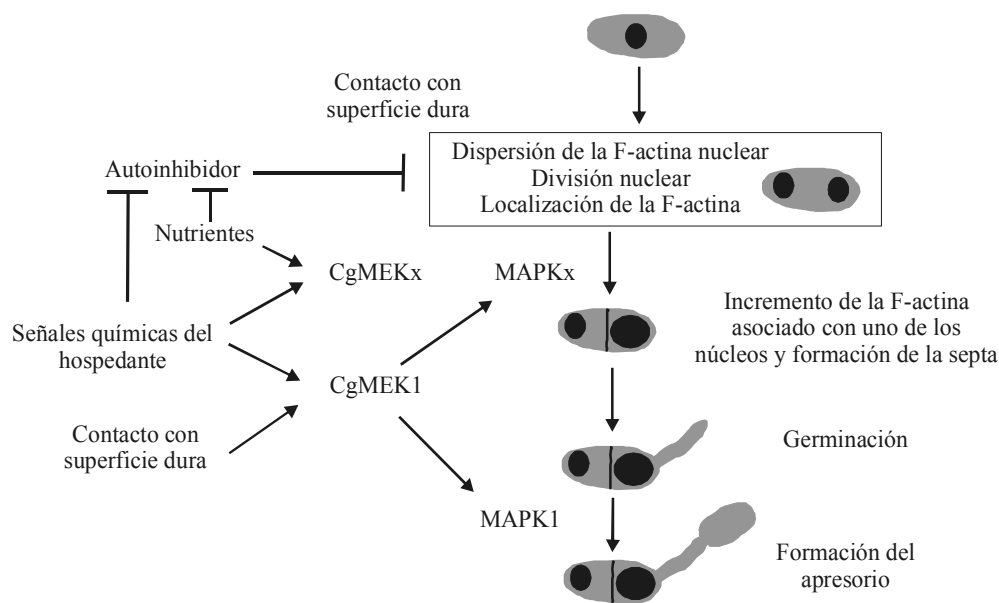 Contacto con
superficie dura
Dispersión de la F-actina nuclear
División nuclear
Localización de la F-actina
Autoinhibidor
Nutrientes
CgMEKx
MAPKx
Incremento de la F-actina
asociado con uno de los
núcleos y formación de la septa
Señales químicas del
hospedante
CgMEK1
Contacto con
superficie dura
Germinación
MAPK1
Formación del
apresorio